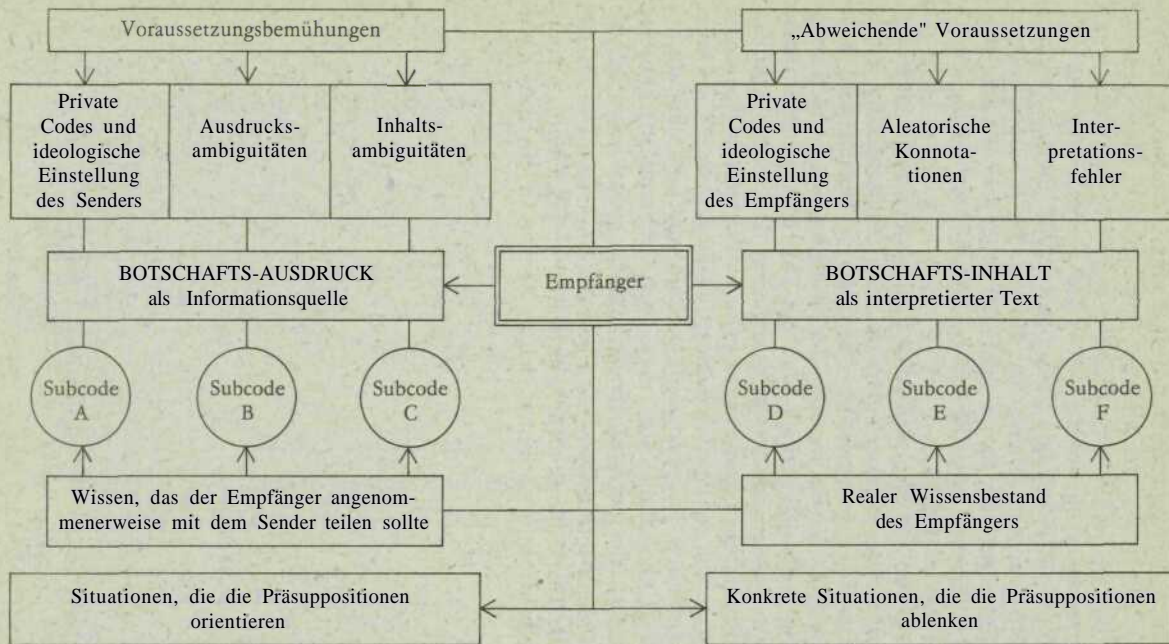 Voraussetzungsbemühungen
„Abweichende" Voraussetzungen
Private
Codes und
ideologische
Einstellung
des Senders
Ausdrucks-
ambiguitäten
Inhalts-
ambiguitäten
Private
Codes und
ideologische
Einstellung
des Empfängers
Aleatorische
Konnota-
tionen
Inter-
pretations-
fehler
BOTSCHAFTS-AUSDRUCK
als Informationsquelle
Empfänger
BOTSCHAFTS-INHALT
als interpretierter Text
Subcode
A
Subcode
B
Subcode
C
Subcode
D
Subcode
E
Subcode
F
Wissen, das der Empfänger angenom-
menerweise mit dem Sender teilen sollte
Realer Wissensbestand
des Empfängers
Situationen, die die Präsuppositionen
orientieren
Konkrete Situationen, die die Präsuppositionen
ablenken